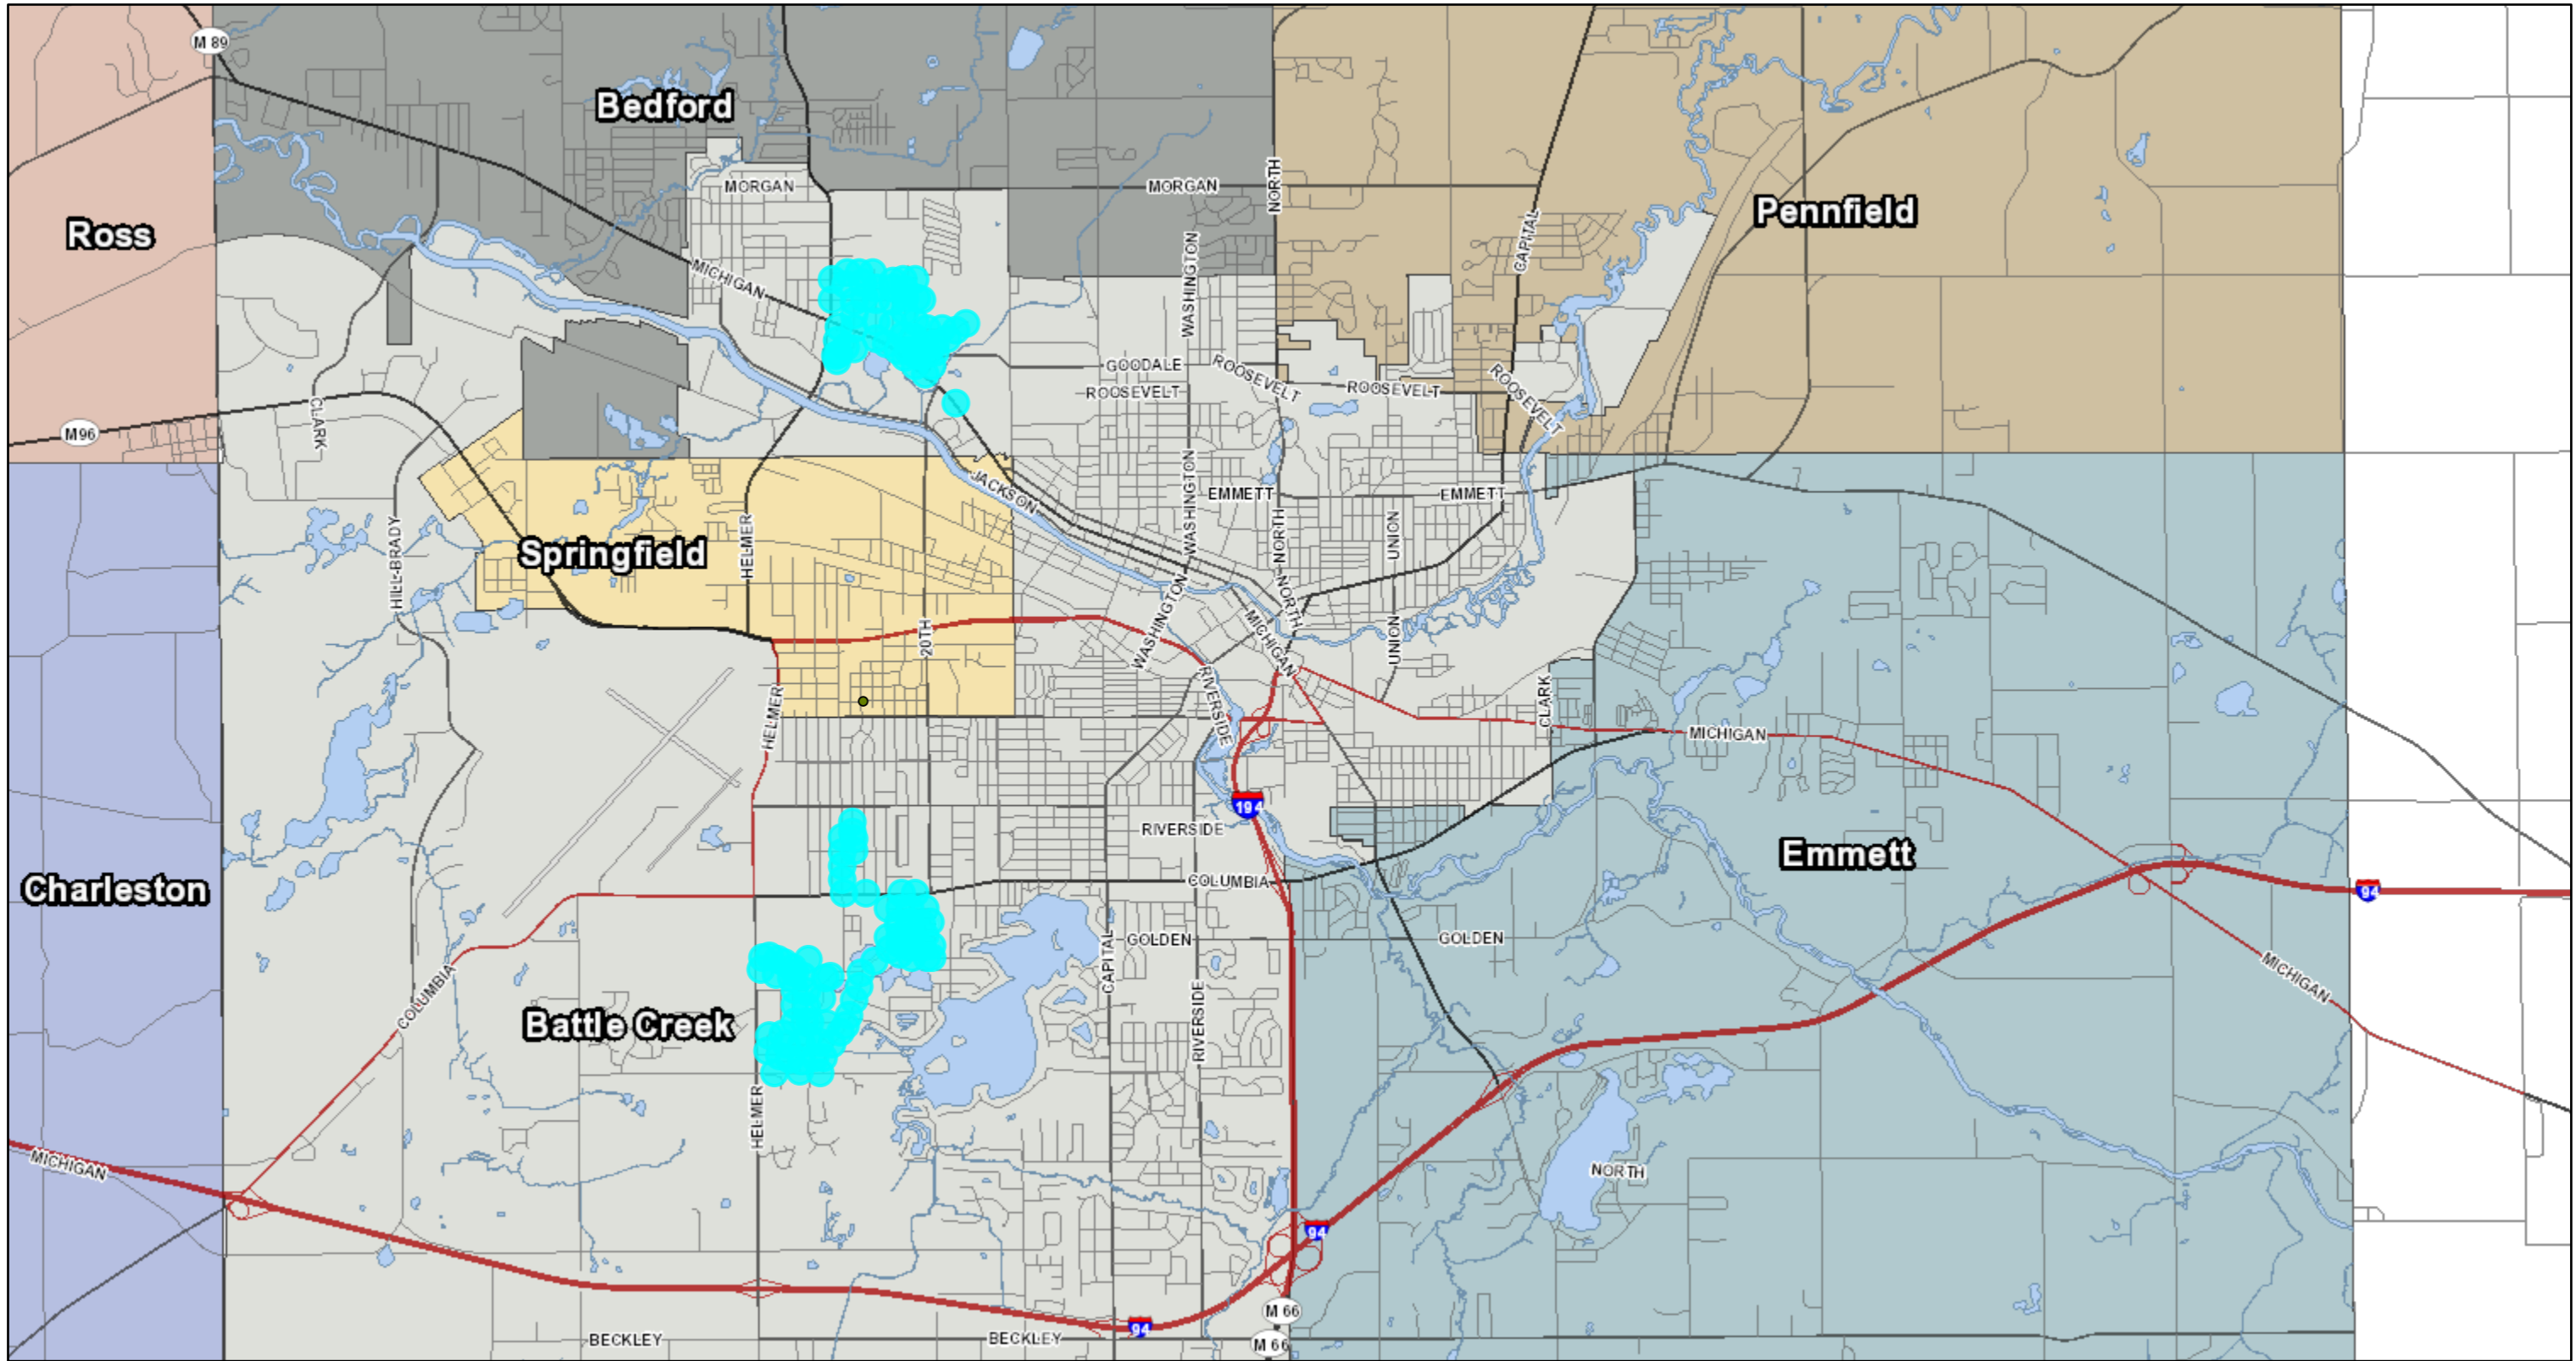 M 89
Bedford
MORGAN
MORGAN
NORTH
Pennfield
Ross
CAPITAL
WASHINGTON
MICHIGAN
GOODALE
ROOSEVELT
ROOSEVELT
ROOSEVELT
ROOSEVELT
M96
CLARK
JACKSON
WASHINGTON
EMMETT
EMMETT
HILL-BRADY
Springfield
HELMER
NORTH
UNION
NORTH
WASHINGTON
MICHIGAN
20TH
UNION
HELMER
RIVERSIDE
CLARK
MICHIGAN
194
RIVERSIDE
Emmett
Charleston
COLUMBIA
94
CAPITAL
GOLDEN
GOLDEN
COLUMBIA
MICHIGAN
Battle Creek
RIVERSIDE
HELMER
MICHIGAN
NORTH
94
M 66
94
BECKLEY
BECKLEY
M 66